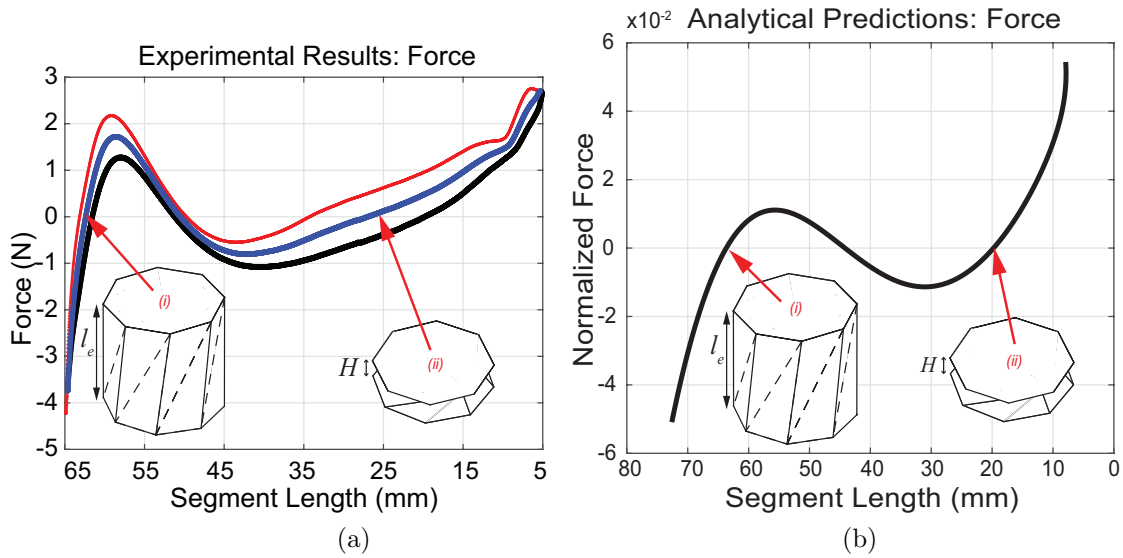 Experimental Results: Force
3
2
1
0
-1
-2
-3
-4
-5
Force (N)
65 55 45 35 25 15 5
Segment Length (mm)
(i)
(ii)
l_e
H
(a)
x10^-2 Analytical Predictions: Force
6
4
2
0
-2
-4
-6
Normalized Force
80 70 60 50 40 30 20 10 0
Segment Length (mm)
(i)
(ii)
l_e
H
(b)